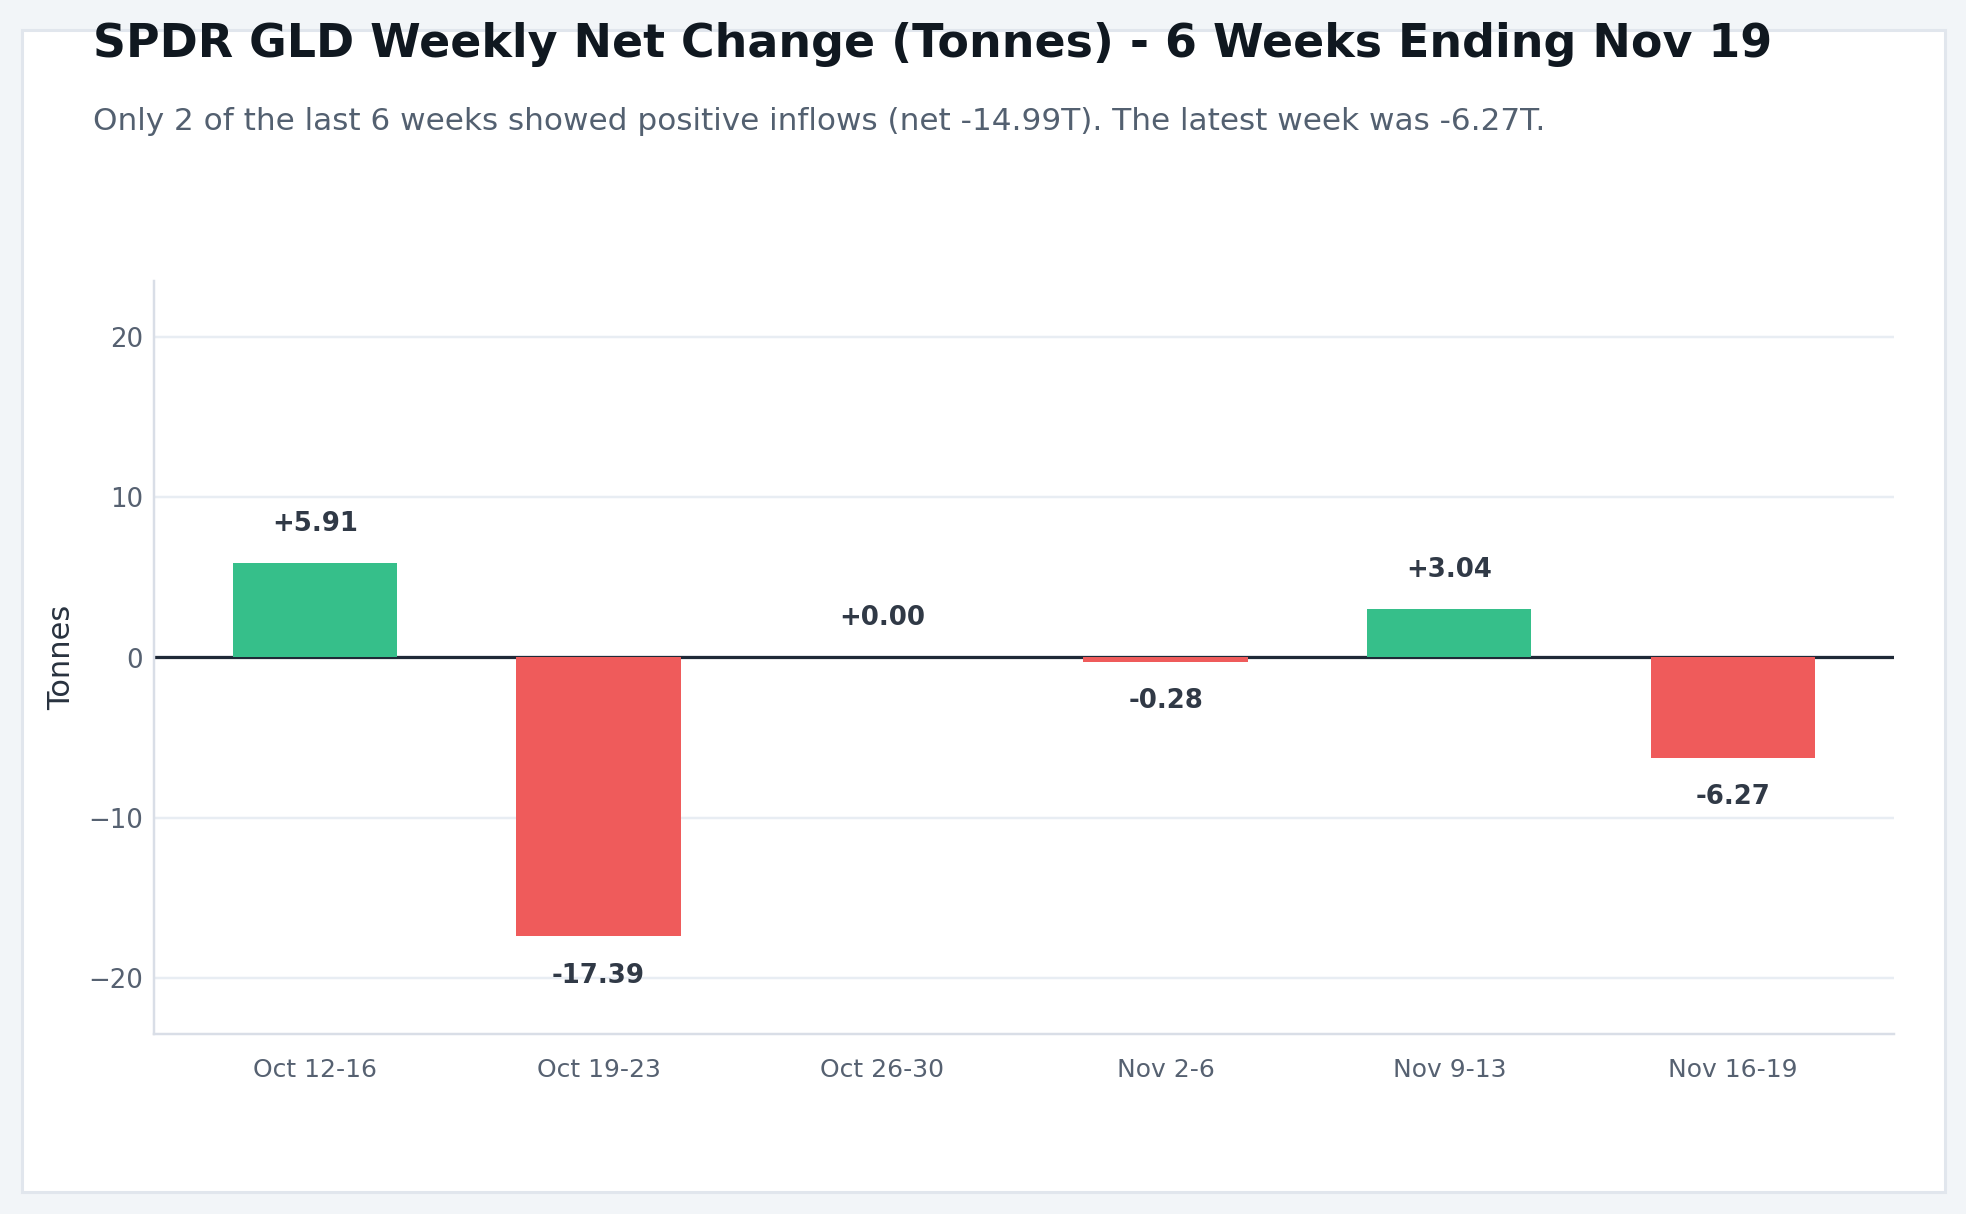 SPDR GLD Weekly Net Change (Tonnes) - 6 Weeks Ending Nov 19
Only 2 of the last 6 weeks showed positive inflows (net -14.99T). The latest week was -6.27T.
Tonnes
20
10
0
−10
−20
+5.91
-17.39
+0.00
-0.28
+3.04
-6.27
Oct 12-16
Oct 19-23
Oct 26-30
Nov 2-6
Nov 9-13
Nov 16-19